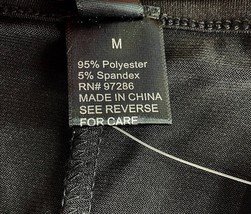 M
95% Polyester
5% Spandex
RN# 97286
MADE IN CHINA
SEE REVERSE
FOR CARE